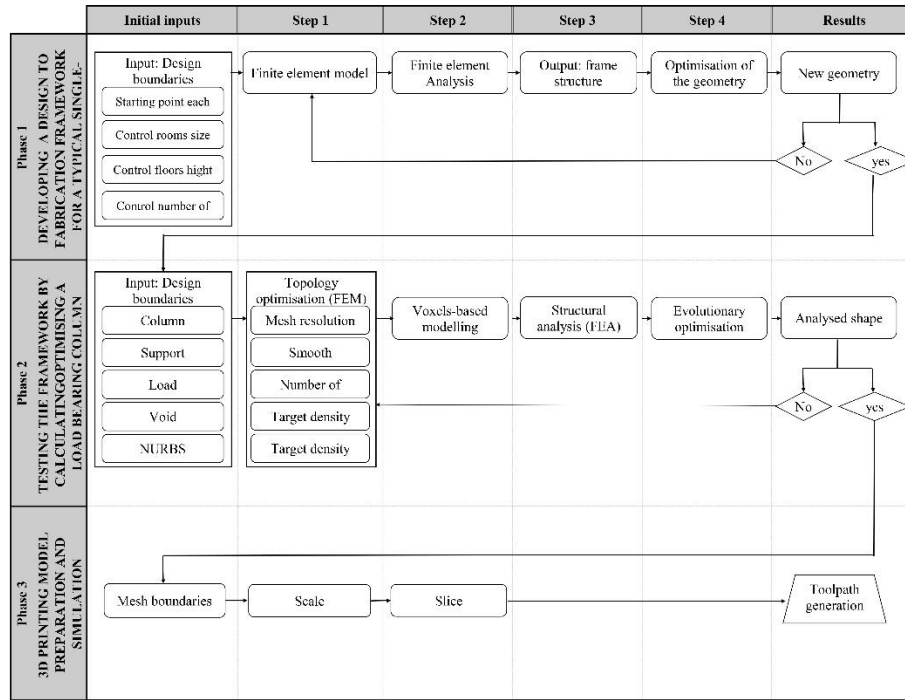 Initial inputs
Step 1
Step 2
Step 3
Step 4
Results
Phase 1
DEVELOPING A DESIGN TO
FABRICATION FRAMEWORK
FOR A TYPICAL SINGLE-
Input: Design
boundaries
Starting point each
Control rooms size
Control floors hight
Control number of
Finite element model
Finite element
Analysis
Output: frame
structure
Optimisation of
the geometry
New geometry
No
yes
Phase 2
TESTING THE FRAMEWORK BY
CALCULATINGOPTIMISING A
LOAD BEARING COLUMN
Input: Design
boundaries
Column
Support
Load
Void
NURBS
Topology
optimisation (FEM)
Mesh resolution
Smooth
Number of
Target density
Target density
Voxels-based
modelling
Structural
analysis (FEA)
Evolutionary
optimisation
Analysed shape
No
yes
Phase 3
3D PRINTING MODEL
PREPARATION AND
SIMULATION
Mesh boundaries
Scale
Slice
Toolpath
generation